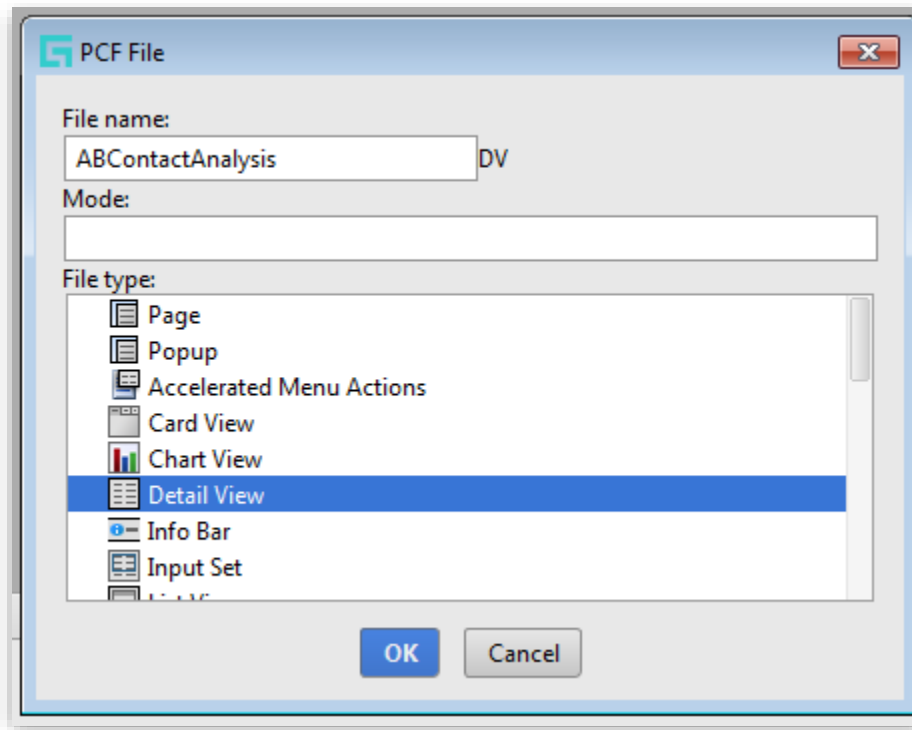 PCF File
File name:
ABContactAnalysis DV
Mode:
File type:
Page
Popup
Accelerated Menu Actions
Card View
Chart View
Detail View
Info Bar
Input Set
OK Cancel